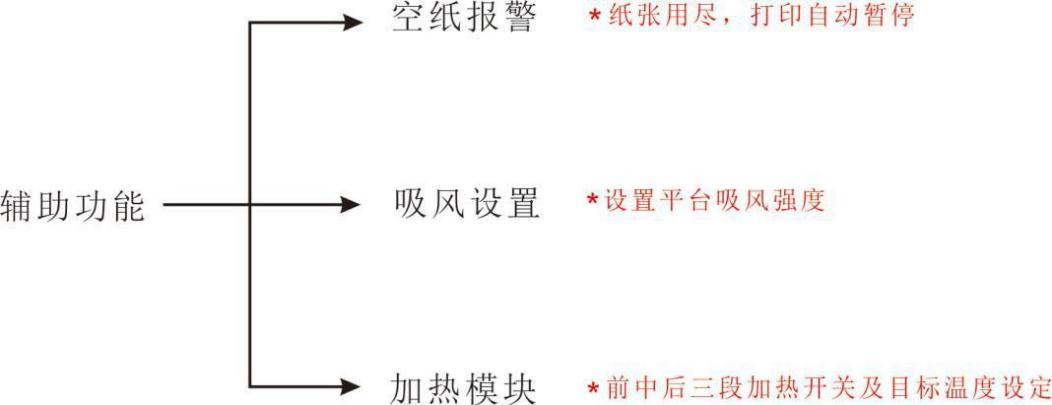 空纸报警 *纸张用尽，打印自动暂停
辅助功能 吸风设置 *设置平台吸风强度
加热模块 *前中后三段加热开关及目标温度设定